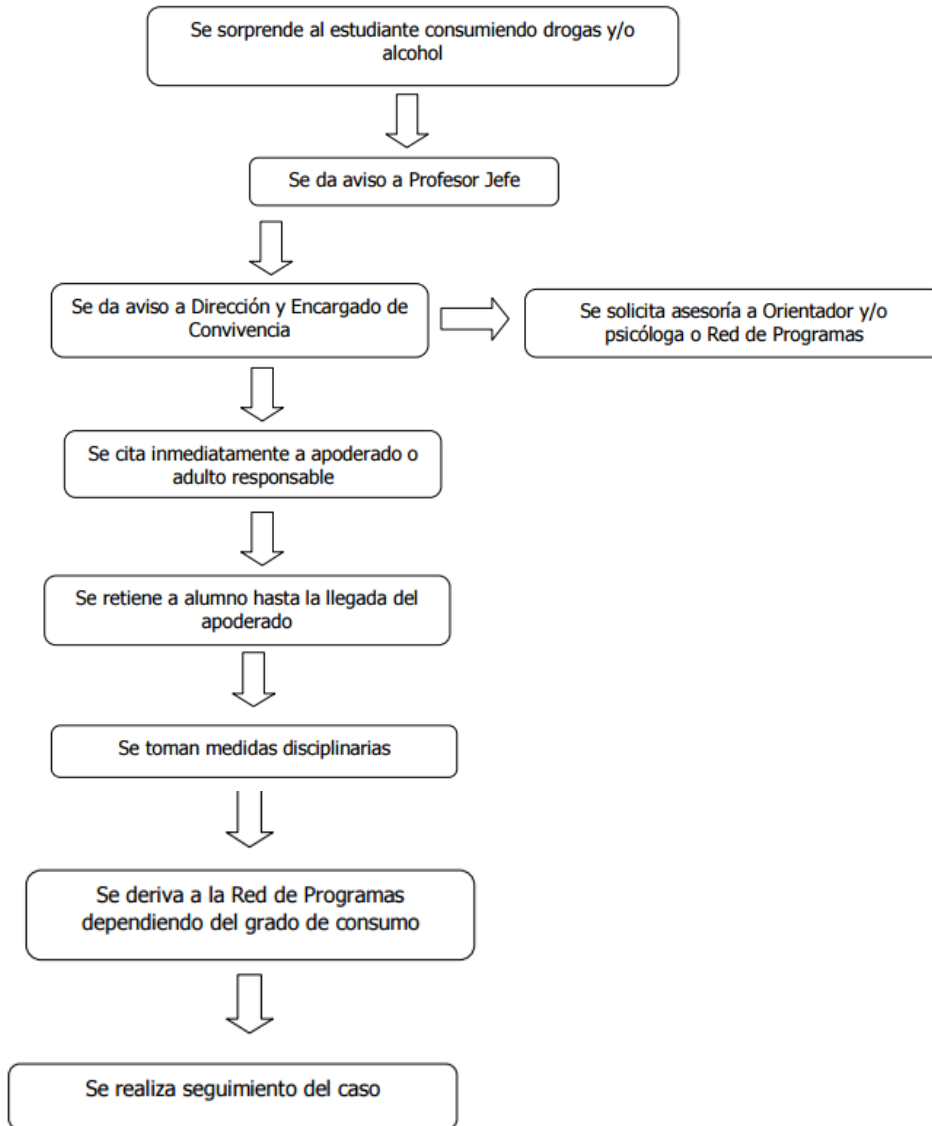 Se sorprende al estudiante consumiendo drogas y/o
alcohol
Se da aviso a Profesor Jefe
Se da aviso a Dirección y Encargado de
Convivencia
Se solicita asesoría a Orientador y/o
psicóloga o Red de Programas
Se cita inmediatamente a apoderado o
adulto responsable
Se retiene a alumno hasta la llegada del
apoderado
Se toman medidas disciplinarias
Se deriva a la Red de Programas
dependiendo del grado de consumo
Se realiza seguimiento del caso